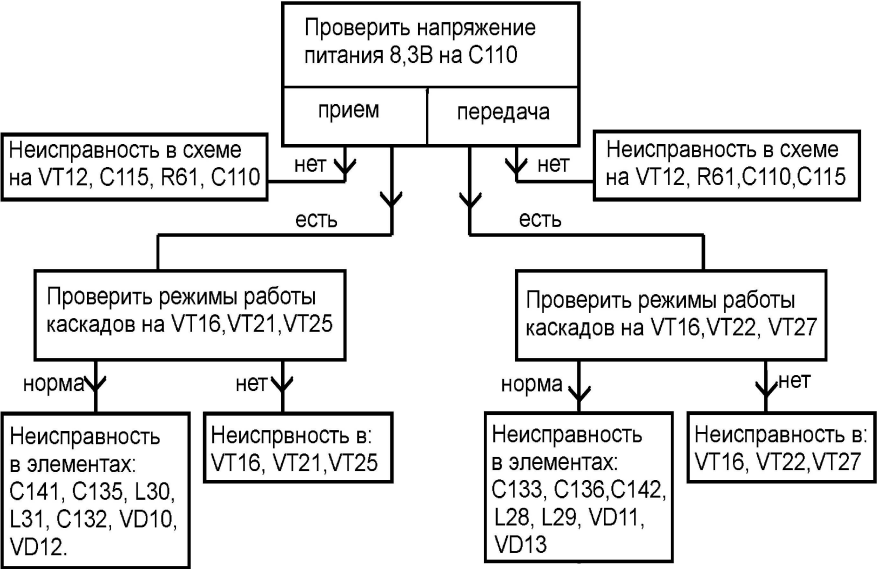 Проверить напряжение
питания 8,3В на С110
прием
передача
Неисправность в схеме
на VT12, С115, R61, С110
нет
нет
Неисправность в схеме
на VT12, R61,С110,С115
есть
есть
Проверить режимы работы
каскадов на VT16,VT21,VT25
Проверить режимы работы
каскадов на VT16,VT22, VT27
норма
нет
норма
нет
Неисправность
в элементах:
С141, С135, L30,
L31, С132, VD10,
VD12.
Неиспрвность в:
VT16, VT21,VT25
Неисправность
в элементах:
С133, С136,С142,
L28, L29, VD11,
VD13
Неисправность в:
VT16, VT22,VT27